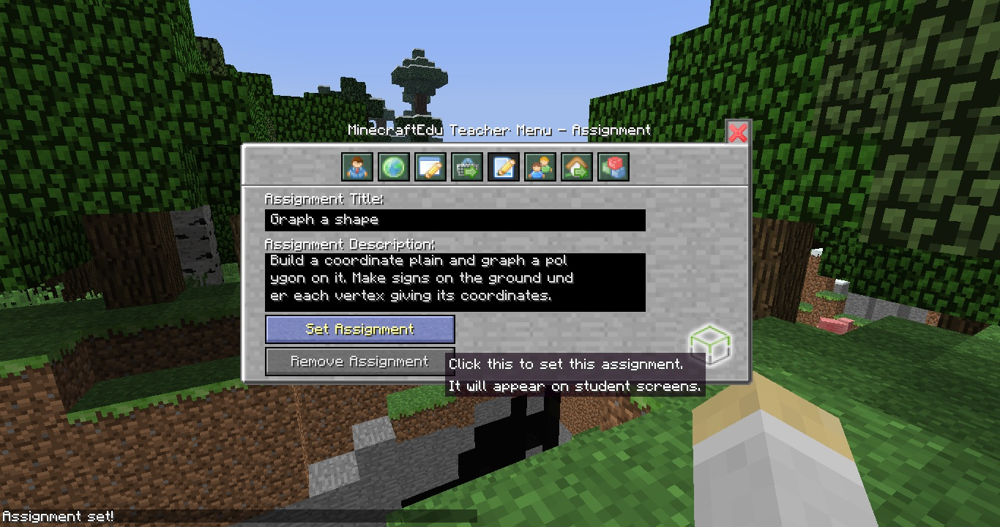 MinecraftEdu Teacher Menu - Assignment
Assignment Title:
Graph a shape
Assignment Description:
Build a coordinate plain and graph a pol
ygon on it. Make signs on the ground und
er each vertex giving its coordinates.
Set Assignment
Remove Assignment
Click this to set this assignment.
It will appear on student screens.
Assignment set!